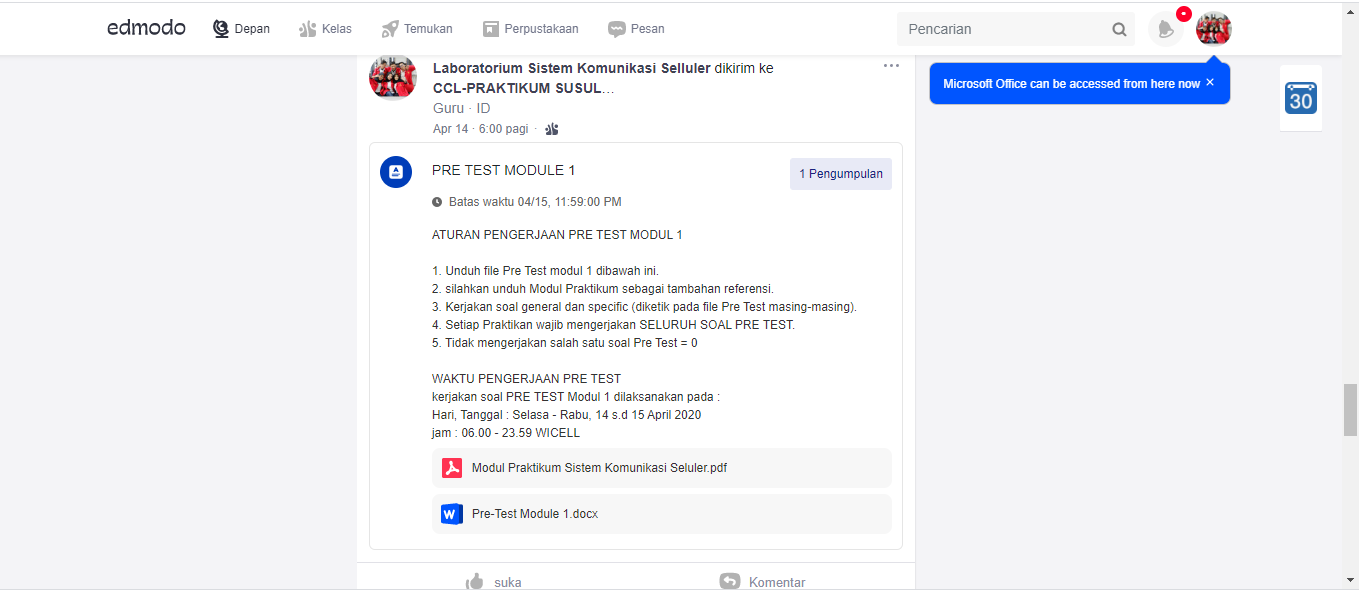 edmodo
Depan
Kelas
Temukan
Perpustakaan
Pesan
Pencarian
Laboratorium Sistem Komunikasi Selluler dikirim ke
CCL-PRAKTIKUM SUSUL...
Guru · ID
Apr 14 · 6:00 pagi ·
Microsoft Office can be accessed from here now ×
30
PRE TEST MODULE 1
1 Pengumpulan
Batas waktu 04/15, 11:59:00 PM
ATURAN PENGERJAAN PRE TEST MODUL 1
1. Unduh file Pre Test modul 1 dibawah ini.
2. silahkan unduh Modul Praktikum sebagai tambahan referensi.
3. Kerjakan soal general dan specific (diketik pada file Pre Test masing-masing).
4. Setiap Praktikan wajib mengerjakan SELURUH SOAL PRE TEST.
5. Tidak mengerjakan salah satu soal Pre Test = 0
WAKTU PENGERJAAN PRE TEST
kerjakan soal PRE TEST Modul 1 dilaksanakan pada :
Hari, Tanggal : Selasa - Rabu, 14 s.d 15 April 2020
jam : 06.00 - 23.59 WICELL
Modul Praktikum Sistem Komunikasi Seluler.pdf
W Pre-Test Module 1.docx
suka
Komentar